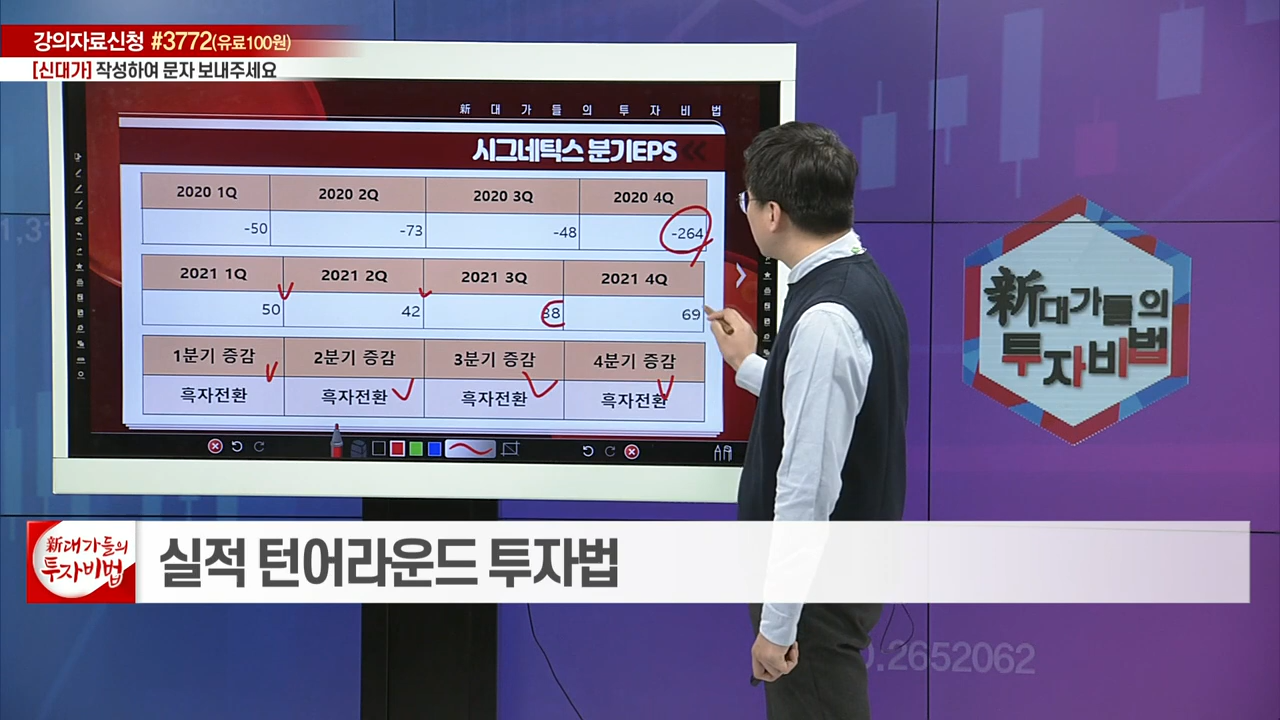 강의자료신청 #3772(유료100원)
[신대가] 작성하여 문자 보내주세요
新대가들의투자비법
시그네틱스 분기EPS
2020 1Q 2020 2Q 2020 3Q 2020 4Q
-50 -73 -48 -264
2021 1Q 2021 2Q 2021 3Q 2021 4Q
50 42 38 69
1분기 증감 2분기 증감 3분기 증감 4분기 증감
흑자전환 흑자전환 흑자전환 흑자전환
新대가들의
투자비법
新대가들의
투자비법
실적 턴어라운드 투자법
0.2652062